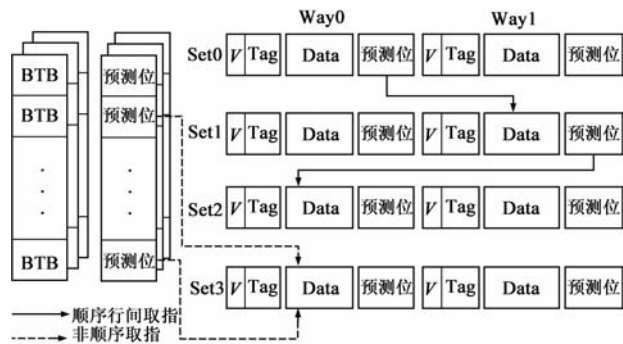 Way0 Way1
Set0 V Tag Data 预测位 V Tag Data 预测位
Set1 V Tag Data 预测位 V Tag Data 预测位
Set2 V Tag Data 预测位 V Tag Data 预测位
Set3 V Tag Data 预测位 V Tag Data 预测位
BTB 预测位
BTB 预测位
BTB 预测位
顺序行间取指
非顺序取指